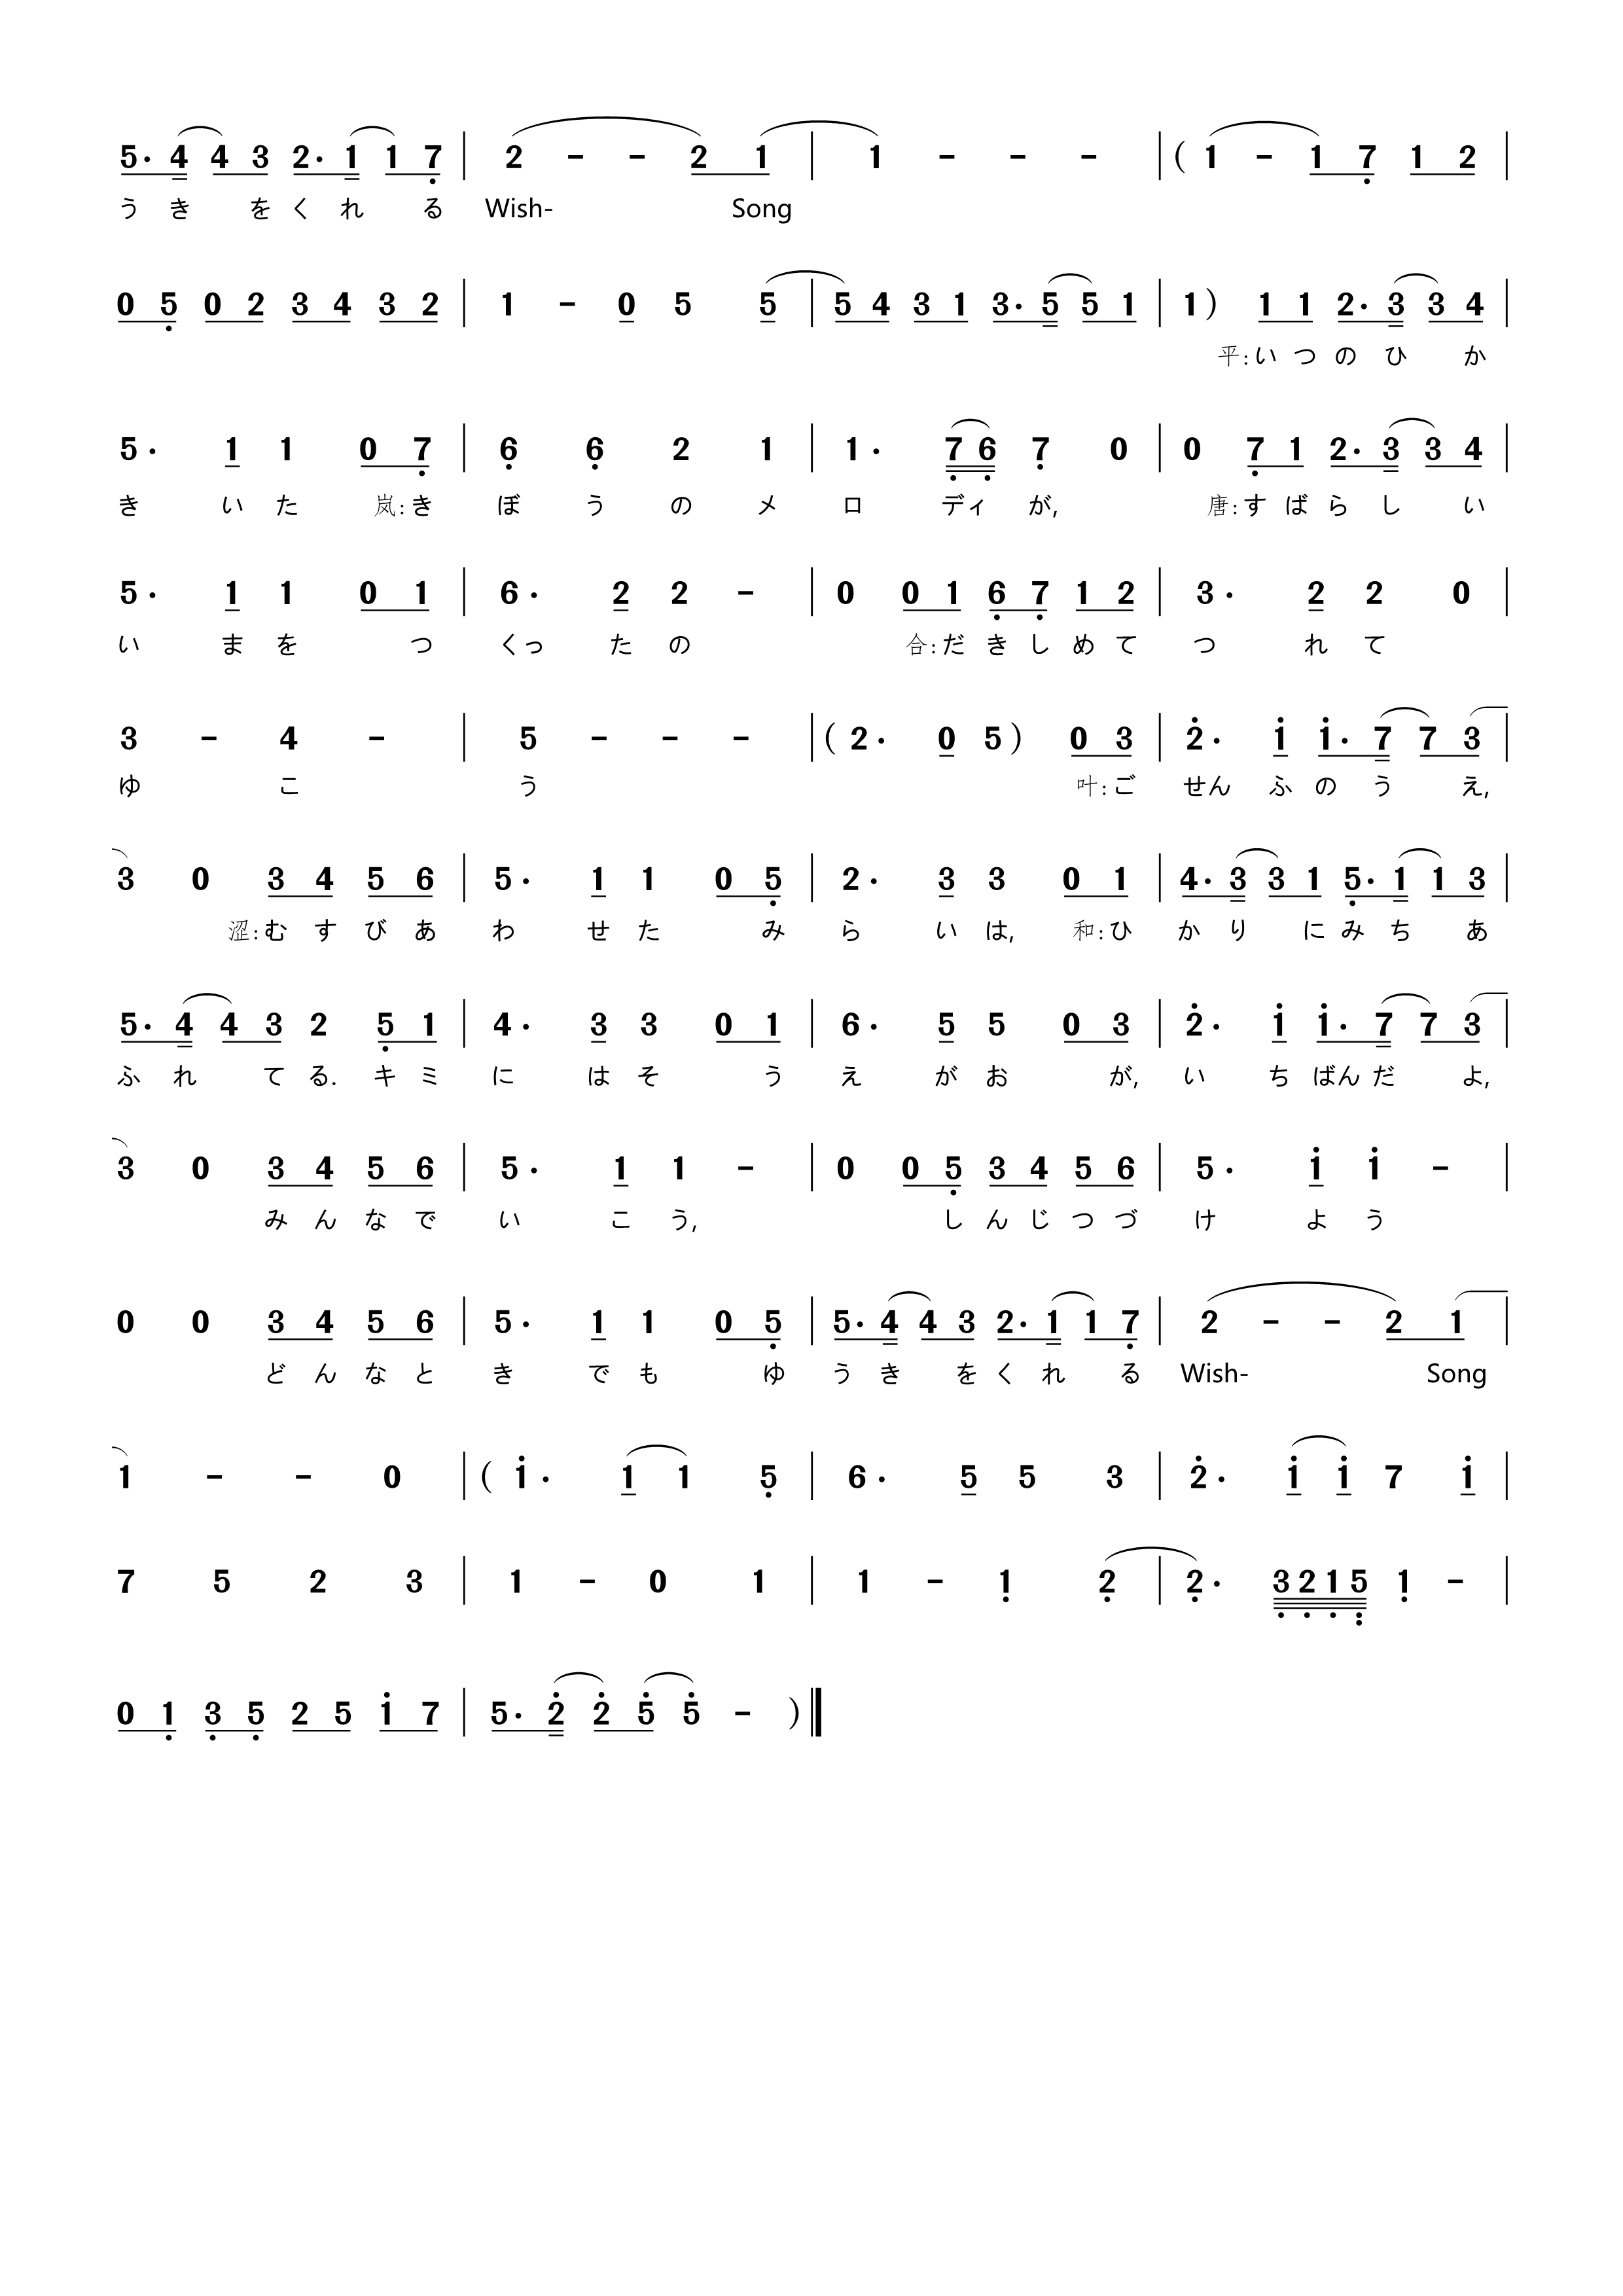 5· 4 4 3 2· 1 1 7 | 2 - - 2 1 | 1 - - - | ( 1 - 1 7 1 2 |
う き を く れ る Wish- Song
0 5 0 2 3 4 3 2 | 1 - 0 5 5 | 5 4 3 1 3· 5 5 1 | 1 ) 1 1 2· 3 3 4 |
平:い つ の ひ か
5· 1 1 0 7 | 6 6 2 1 | 1· 7 6 7 0 | 0 7 1 2· 3 3 4 |
き い た 岚:き ぼ う の メ ロ ディ が, 唐:す ば ら し い
5· 1 1 0 1 | 6· 2 2 - | 0 0 1 6 7 1 2 | 3· 2 2 0 |
い ま を つ くっ た の 合:だ き し め て つ れ て
3 - 4 - | 5 - - - | ( 2· 0 5 ) 0 3 | 2· 1 1· 7 7 3 |
ゆ こ う 叶:ご せん ふ の う え,
3 0 3 4 5 6 | 5· 1 1 0 5 | 2· 3 3 0 1 | 4· 3 3 1 5· 1 1 3 |
涩:む す び あ わ せ た み ら い は, 和:ひ か り に み ち あ
5· 4 4 3 2 5 1 | 4· 3 3 0 1 | 6· 5 5 0 3 | 2· 1 1· 7 7 3 |
ふ れ て る. キ ミ に は そ う え が お が, い ち ばん だ よ,
3 0 3 4 5 6 | 5· 1 1 - | 0 0 5 3 4 5 6 | 5· 1 1 - |
み ん な で い こ う, し ん じ つ づ け よ う
0 0 3 4 5 6 | 5· 1 1 0 5 | 5· 4 4 3 2· 1 1 7 | 2 - - 2 1 |
ど ん な と き で も ゆ う き を く れ る Wish- Song
1 - - 0 | ( 1· 1 1 5 | 6· 5 5 3 | 2· 1 1 7 1 |
7 5 2 3 | 1 - 0 1 | 1 - 1 2 | 2· 3 2 1 5 1 - |
0 1 3 5 2 5 1 7 | 5· 2 2 5 5 - )